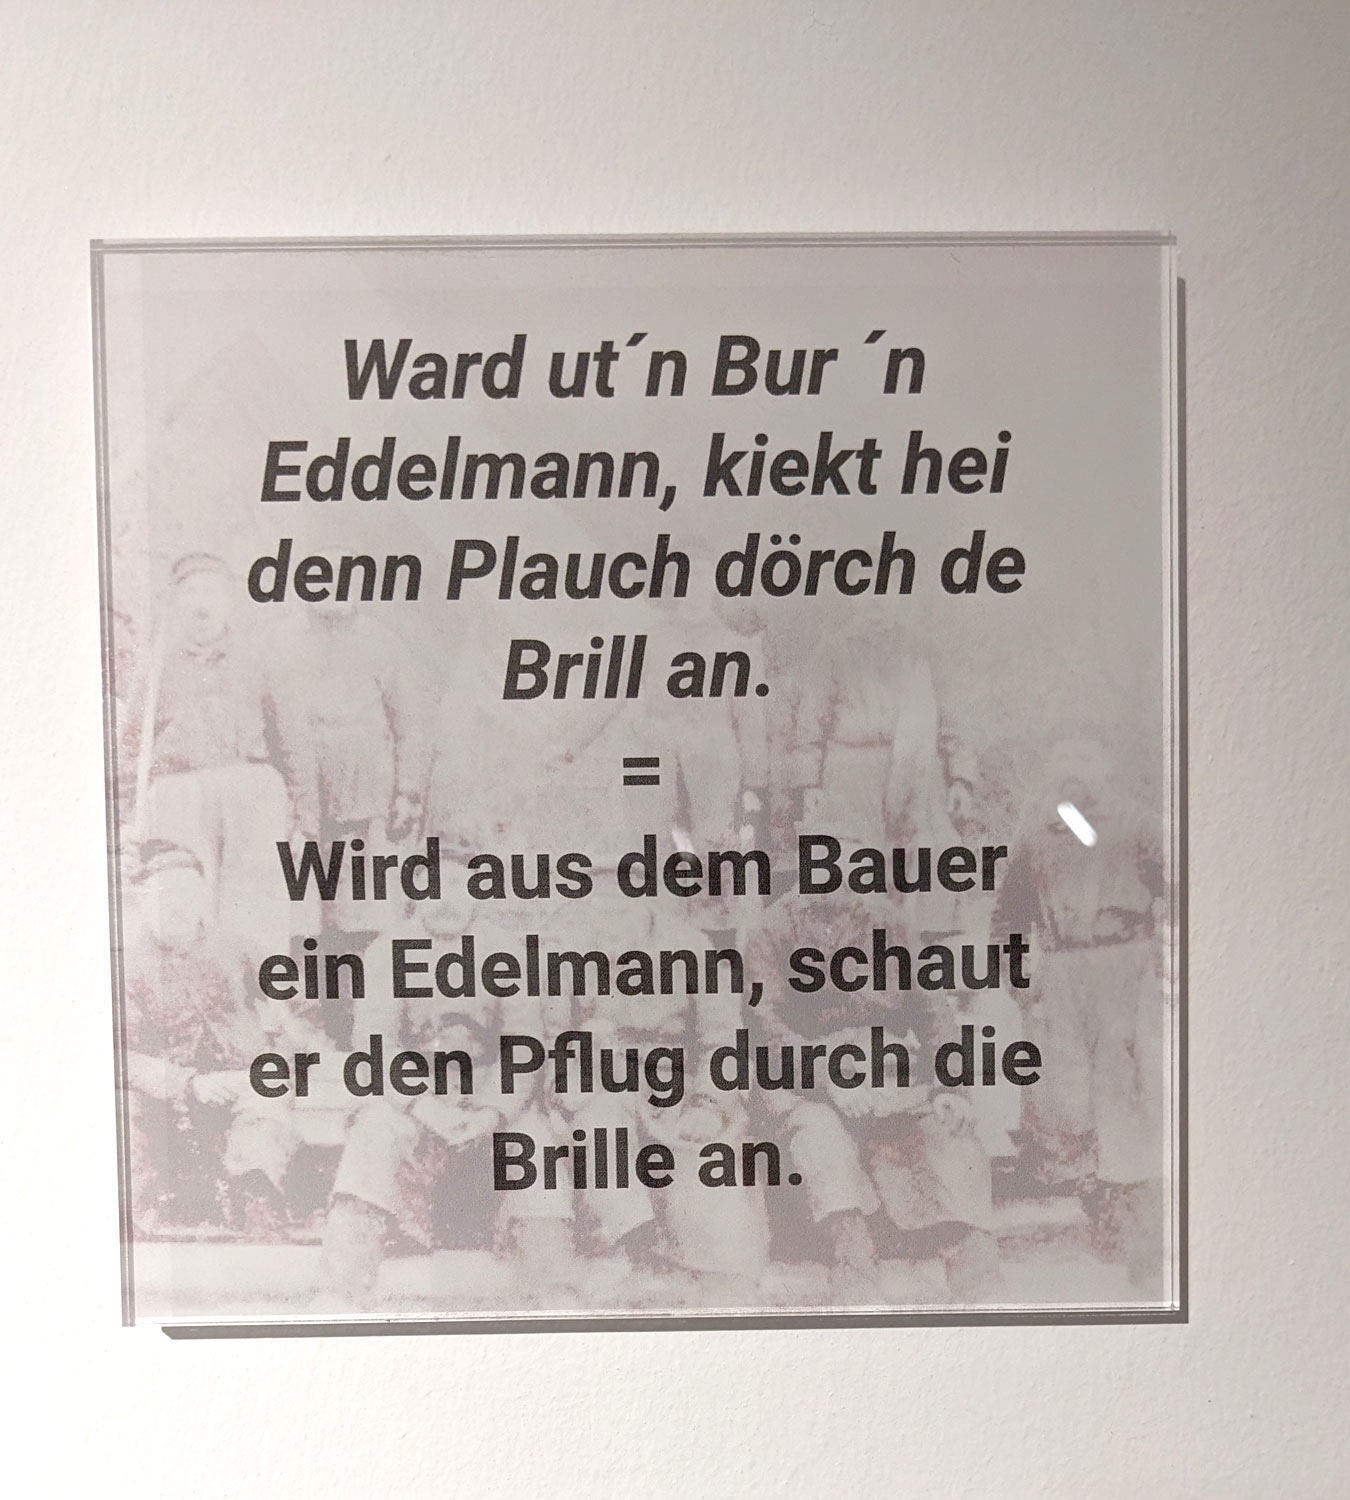 Ward ut´n Bur ´n
Eddelmann, kiekt hei
denn Plauch dörch de
Brill an.
=
Wird aus dem Bauer
ein Edelmann, schaut
er den Pflug durch die
Brille an.